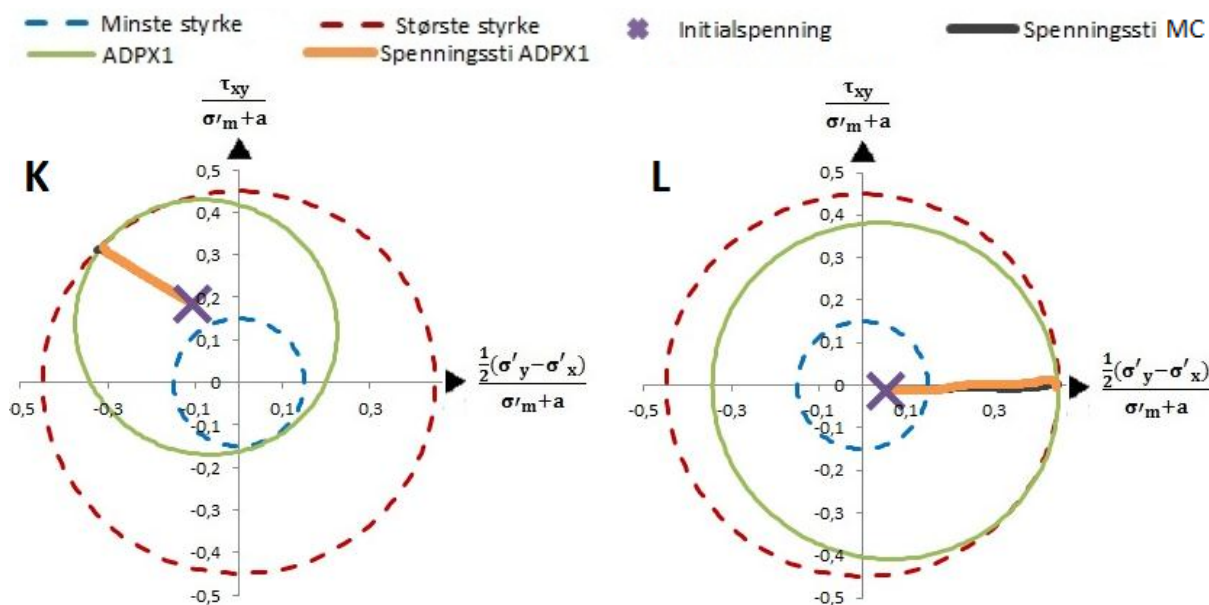 Minste styrke Største styrke Initialspenning Spenningssti MC
ADPX1 Spenningssti ADPX1
τxy
σ′m+a
K
0,5
0,4
0,3
0,2
0,1
0
-0,5 -0,3 -0,1 0,1 0,3
-0,1
-0,2
-0,3
-0,4
-0,5
½(σ′y−σ′x)
σ′m+a
τxy
σ′m+a
L
0,5
0,4
0,3
0,2
0,1
0
-0,5 -0,3 -0,1 0,1 0,3
-0,1
-0,2
-0,3
-0,4
-0,5
½(σ′y−σ′x)
σ′m+a